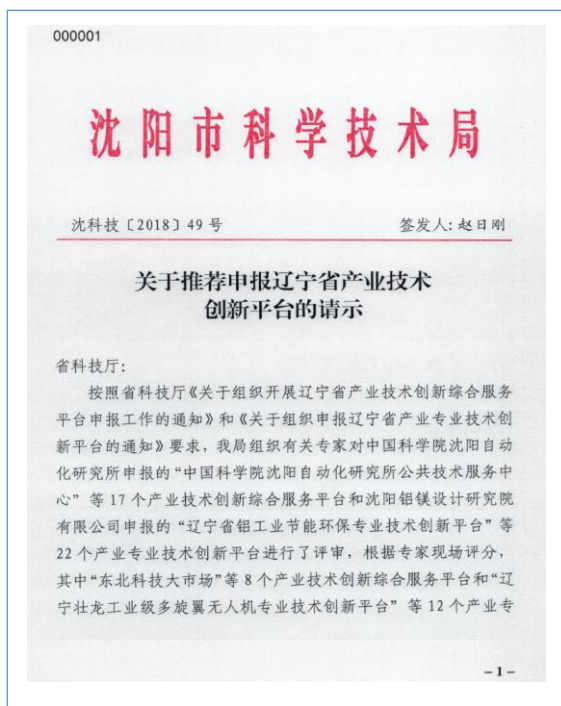 000001
沈阳市科学技术局
沈科技〔2018〕49号 签发人:赵日刚
关于推荐申报辽宁省产业技术
创新平台的请示
省科技厅:
按照省科技厅《关于组织开展辽宁省产业技术创新综合服务
平台申报工作的通知》和《关于组织申报辽宁省产业专业技术创
新平台的通知》要求，我局组织有关专家对中国科学院沈阳自动
化研究所申报的“中国科学院沈阳自动化研究所公共技术服务中
心”等17个产业技术创新综合服务平台和沈阳铝镁设计研究院
有限公司申报的“辽宁省铝工业节能环保专业技术创新平台”等
22个产业专业技术创新平台进行了评审，根据专家现场评分，
其中“东北科技大市场”等8个产业技术创新综合服务平台和“辽
宁壮龙工业级多旋翼无人机专业技术创新平台”等12个产业专
-1-